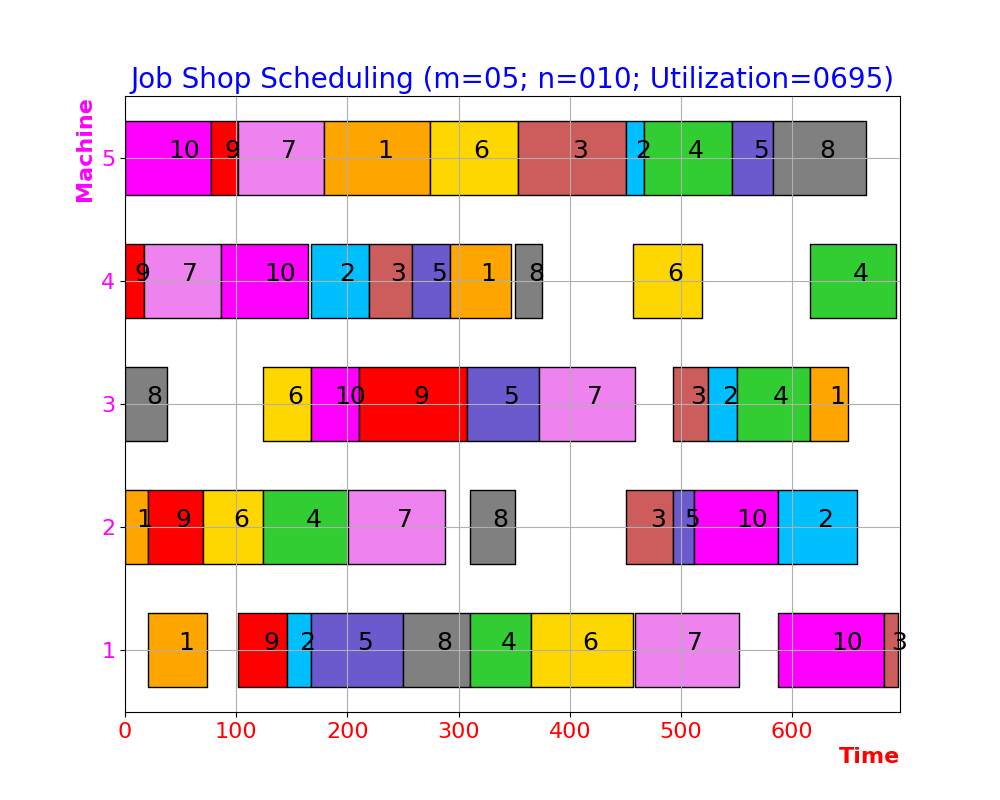 Job Shop Scheduling (m=05; n=010; Utilization=0695)
Machine
5 10 9 7 1 6 3 2 4 5 8
4 9 7 10 2 3 5 1 8 6 4
3 8 6 10 9 5 7 3 2 4 1
2 1 9 6 4 7 8 3 5 10 2
1 1 9 2 5 8 4 6 7 10 3
0 100 200 300 400 500 600
Time